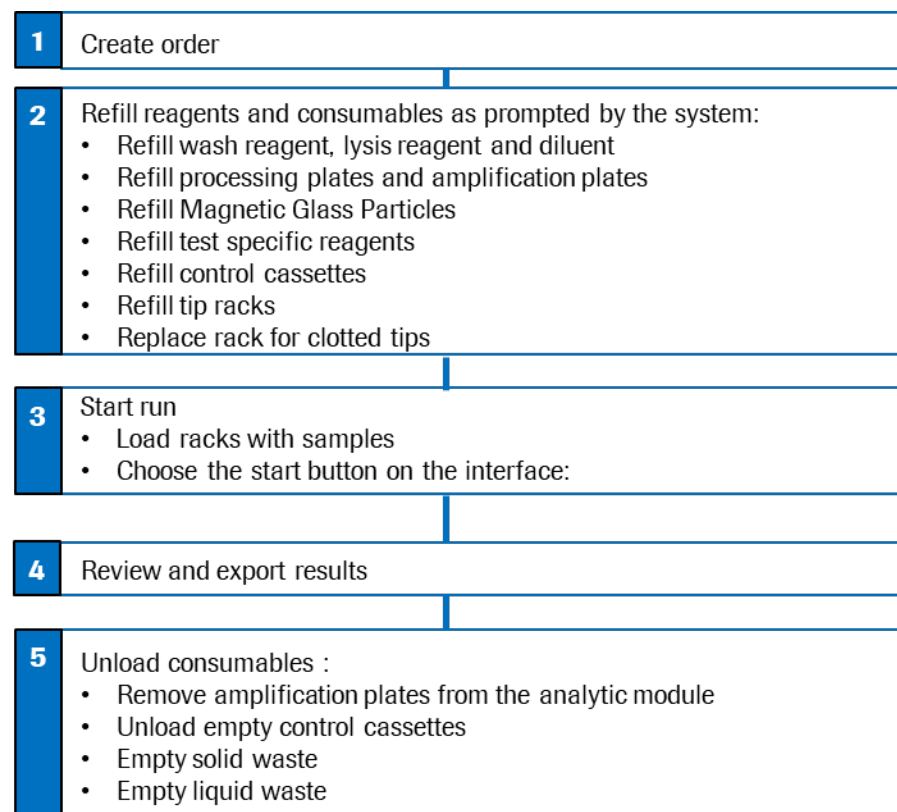 1 Create order
2 Refill reagents and consumables as prompted by the system:
• Refill wash reagent, lysis reagent and diluent
• Refill processing plates and amplification plates
• Refill Magnetic Glass Particles
• Refill test specific reagents
• Refill control cassettes
• Refill tip racks
• Replace rack for clotted tips
3 Start run
• Load racks with samples
• Choose the start button on the interface:
4 Review and export results
5 Unload consumables :
• Remove amplification plates from the analytic module
• Unload empty control cassettes
• Empty solid waste
• Empty liquid waste